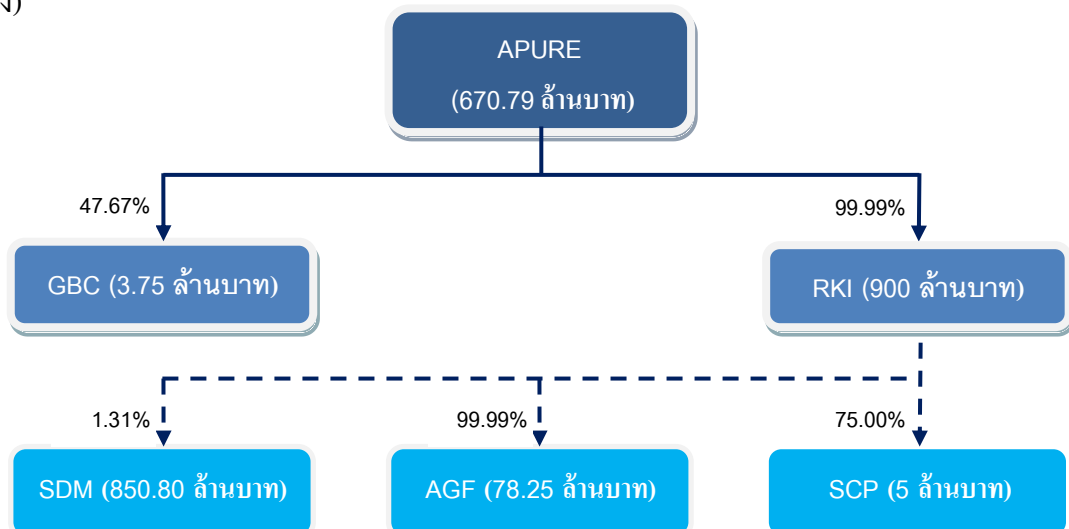 APURE
(670.79 ล้านบาท)
47.67%
99.99%
GBC (3.75 ล้านบาท)
RKI (900 ล้านบาท)
1.31%
99.99%
75.00%
SDM (850.80 ล้านบาท)
AGF (78.25 ล้านบาท)
SCP (5 ล้านบาท)